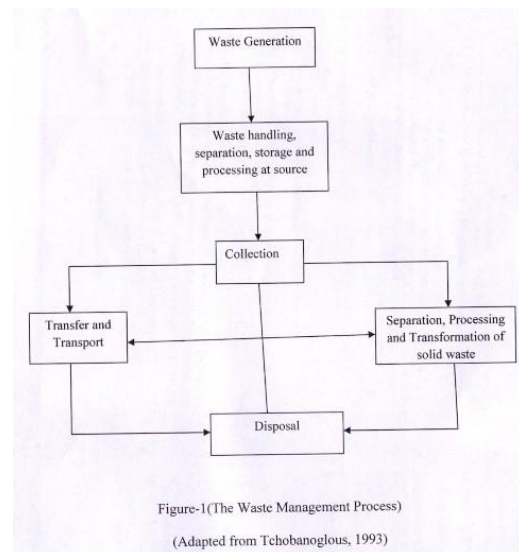 Waste Generation
Waste handling,
separation, storage and
processing at source
Collection
Transfer and
Transport
Separation, Processing
and Transformation of
solid waste
Disposal
Figure-1(The Waste Management Process)
(Adapted from Tchobanoglous, 1993)